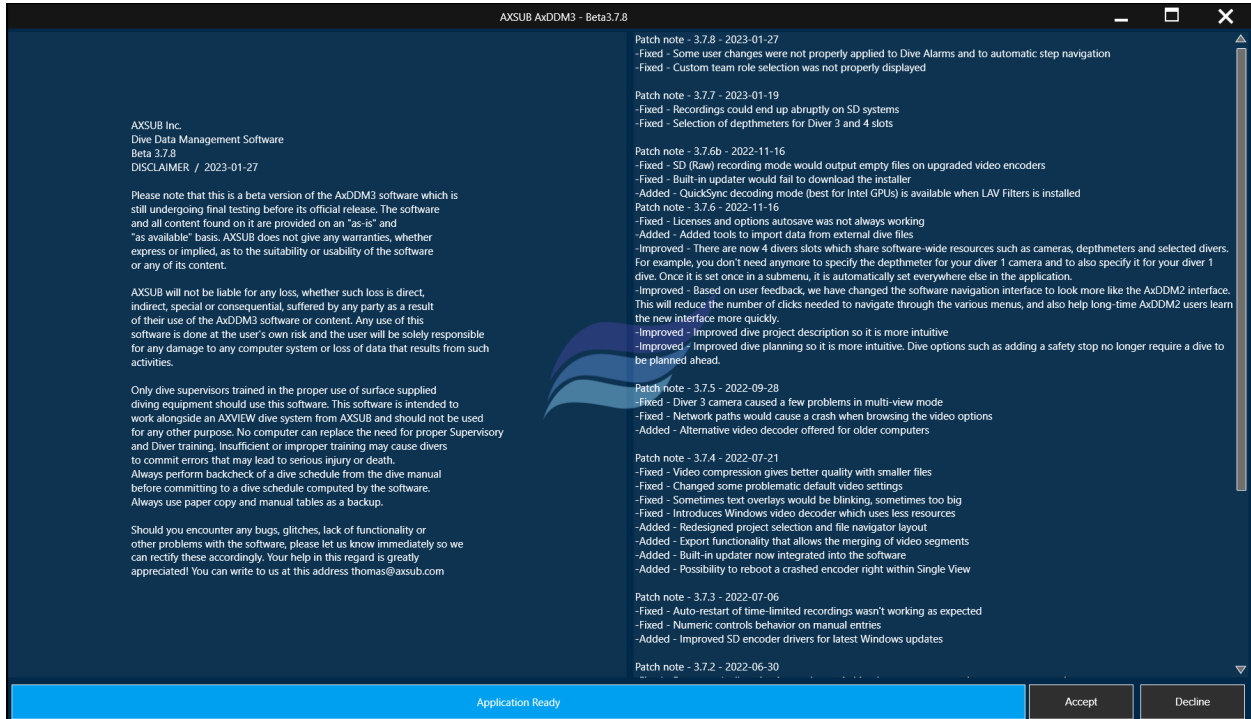 AXSUB AxDDM3 - Beta3.7.8
AXSUB Inc.
Dive Data Management Software
Beta 3.7.8
DISCLAIMER / 2023-01-27
Please note that this is a beta version of the AxDDM3 software which is
still undergoing final testing before its official release. The software
and all content found on it are provided on an "as-is" and
"as available" basis. AXSUB does not give any warranties, whether
express or implied, as to the suitability or usability of the software
or any of its content.
AXSUB will not be liable for any loss, whether such loss is direct,
indirect, special or consequential, suffered by any party as a result
of their use of the AxDDM3 software or content. Any use of this
software is done at the user's own risk and the user will be solely responsible
for any damage to any computer system or loss of data that results from such
activities.
Only dive supervisors trained in the proper use of surface supplied
diving equipment should use this software. This software is intended to
work alongside an AXVIEW dive system from AXSUB and should not be used
for any other purpose. No computer can replace the need for proper Supervisory
and Diver training. Insufficient or improper training may cause divers
to commit errors that may lead to serious injury or death.
Always perform backcheck of a dive schedule from the dive manual
before committing to a dive schedule computed by the software.
Always use paper copy and manual tables as a backup.
Should you encounter any bugs, glitches, lack of functionality or
other problems with the software, please let us know immediately so we
can rectify these accordingly. Your help in this regard is greatly
appreciated! You can write to us at this address thomas@axsub.com
Patch note - 3.7.8 - 2023-01-27
-Fixed - Some user changes were not properly applied to Dive Alarms and to automatic step navigation
-Fixed - Custom team role selection was not properly displayed
Patch note - 3.7.7 - 2023-01-19
-Fixed - Recordings could end up abruptly on SD systems
-Fixed - Selection of depthmeters for Diver 3 and 4 slots
Patch note - 3.7.6b - 2022-11-16
-Fixed - SD (Raw) recording mode would output empty files on upgraded video encoders
-Fixed - Built-in updater would fail to download the installer
-Added - QuickSync decoding mode (best for Intel GPUs) is available when LAV Filters is installed
Patch note - 3.7.6 - 2022-11-16
-Fixed - Licenses and options autosave was not always working
-Added - Added tools to import data from external dive files
-Improved - There are now 4 divers slots which share software-wide resources such as cameras, depthmeters and selected divers.
For example, you don't need anymore to specify the depthmeter for your diver 1 camera and to also specify it for your diver 1
dive. Once it is set once in a submenu, it is automatically set everywhere else in the application.
-Improved - Based on user feedback, we have changed the software navigation interface to look more like the AxDDM2 interface.
This will reduce the number of clicks needed to navigate through the various menus, and also help long-time AxDDM2 users learn
the new interface more quickly.
-Improved - Improved dive project description so it is more intuitive
-Improved - Improved dive planning so it is more intuitive. Dive options such as adding a safety stop no longer require a dive to
be planned ahead.
Patch note - 3.7.5 - 2022-09-28
-Fixed - Diver 3 camera caused a few problems in multi-view mode
-Fixed - Network paths would cause a crash when browsing the video options
-Added - Alternative video decoder offered for older computers
Patch note - 3.7.4 - 2022-07-21
-Fixed - Video compression gives better quality with smaller files
-Fixed - Changed some problematic default video settings
-Fixed - Sometimes text overlays would be blinking, sometimes too big
-Fixed - Introduces Windows video decoder which uses less resources
-Added - Redesigned project selection and file navigator layout
-Added - Export functionality that allows the merging of video segments
-Added - Built-in updater now integrated into the software
-Added - Possibility to reboot a crashed encoder right within Single View
Patch note - 3.7.3 - 2022-07-06
-Fixed - Auto-restart of time-limited recordings wasn't working as expected
-Fixed - Numeric controls behavior on manual entries
-Added - Improved SD encoder drivers for latest Windows updates
Patch note - 3.7.2 - 2022-06-30
Application Ready
Accept
Decline